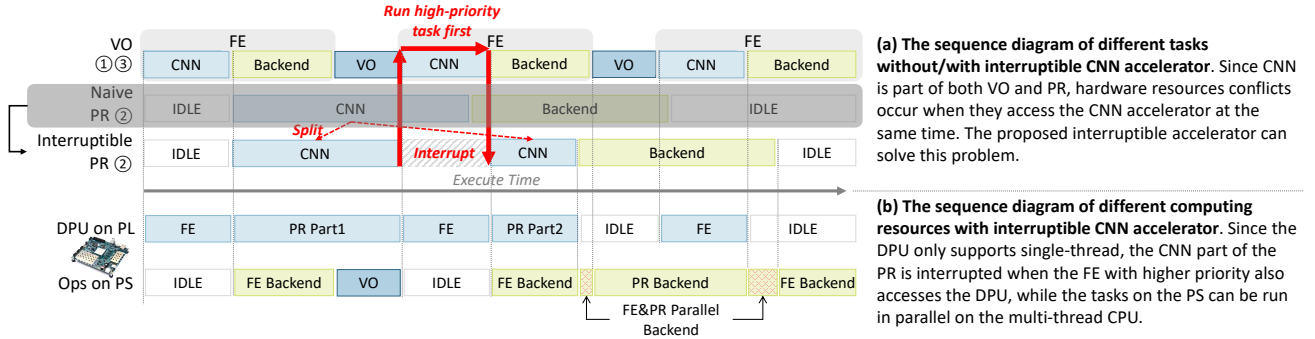 Run high-priority
task first
VO
①③
FE
FE
FE
CNN
Backend
VO
CNN
Backend
VO
CNN
Backend
Naive
PR ②
IDLE
CNN
Backend
IDLE
Split
Interruptible
PR ②
IDLE
CNN
Interrupt
CNN
Backend
IDLE
Execute Time
DPU on PL
FE
PR Part1
FE
PR Part2
IDLE
FE
IDLE
Ops on PS
IDLE
FE Backend
VO
IDLE
FE Backend
PR Backend
FE Backend
FE&PR Parallel
Backend
(a) The sequence diagram of different tasks
without/with interruptible CNN accelerator. Since CNN
is part of both VO and PR, hardware resources conflicts
occur when they access the CNN accelerator at the
same time. The proposed interruptible accelerator can
solve this problem.
(b) The sequence diagram of different computing
resources with interruptible CNN accelerator. Since the
DPU only supports single-thread, the CNN part of the
PR is interrupted when the FE with higher priority also
accesses the DPU, while the tasks on the PS can be run
in parallel on the multi-thread CPU.